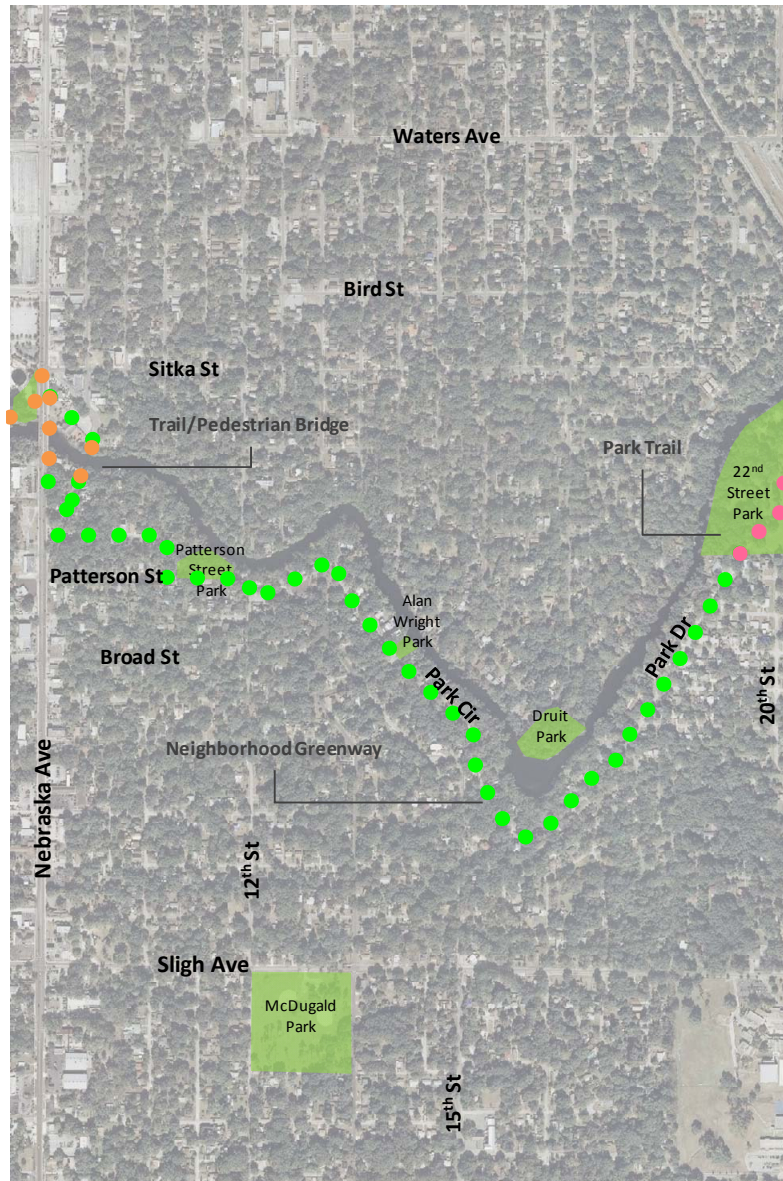 Waters Ave
Bird St
Sitka St
Trail/Pedestrian Bridge
Park Trail
22nd
Street
Park
Patterson
Street
Park
Patterson St
Alan
Wright
Park
Broad St
Park Cir
Park Dr
20th St
Druit
Park
Neighborhood Greenway
Nebraska Ave
12th St
Sligh Ave
McDugald
Park
15th St